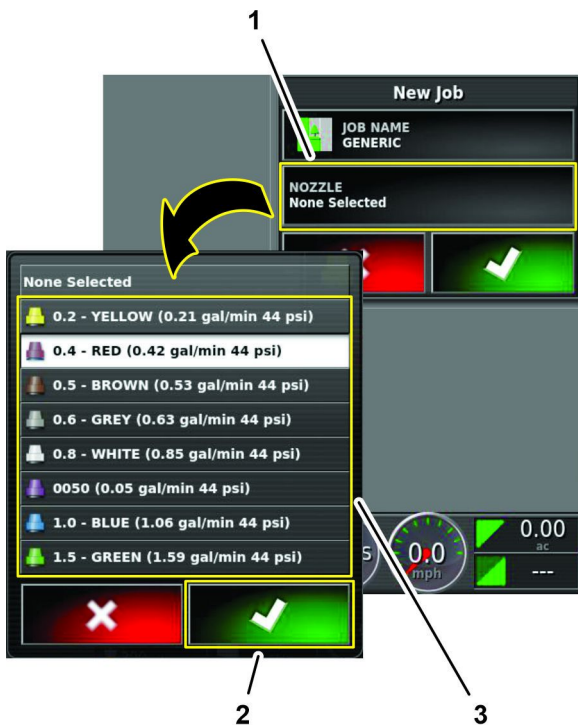 1
New Job
JOB NAME
GENERIC
NOZZLE
None Selected
None Selected
0.2 - YELLOW (0.21 gal/min 44 psi)
0.4 - RED (0.42 gal/min 44 psi)
0.5 - BROWN (0.53 gal/min 44 psi)
0.6 - GREY (0.63 gal/min 44 psi)
0.8 - WHITE (0.85 gal/min 44 psi)
0050 (0.05 gal/min 44 psi)
1.0 - BLUE (1.06 gal/min 44 psi)
1.5 - GREEN (1.59 gal/min 44 psi)
0.0
mph
0.00
ac
---
2
3